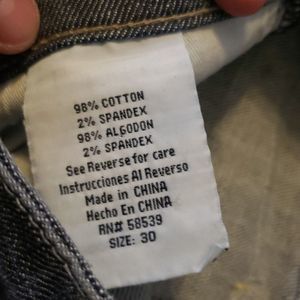 98% COTTON
2% SPANDEX
98% ALGODON
2% SPANDEX
See Reverse for care
Instrucciones Al Reverso
Made in CHINA
Hecho En CHINA
RN# 58539
SIZE: 30